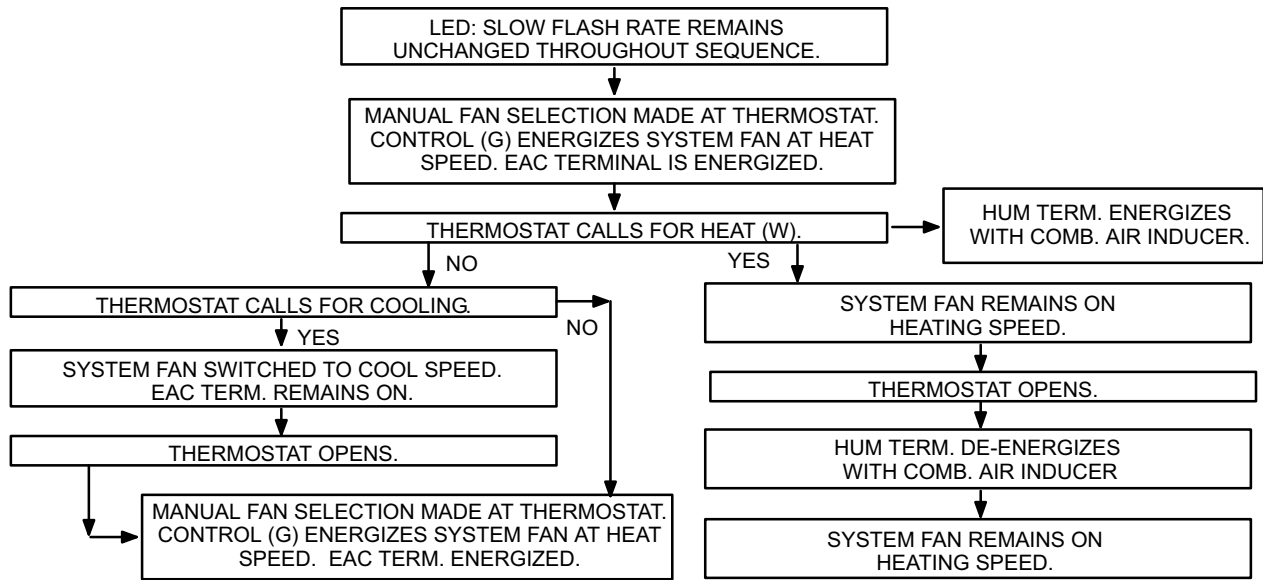 LED: SLOW FLASH RATE REMAINS
UNCHANGED THROUGHOUT SEQUENCE.
MANUAL FAN SELECTION MADE AT THERMOSTAT.
CONTROL (G) ENERGIZES SYSTEM FAN AT HEAT
SPEED. EAC TERMINAL IS ENERGIZED.
THERMOSTAT CALLS FOR HEAT (W).
HUM TERM. ENERGIZES
WITH COMB. AIR INDUCER.
NO
YES
THERMOSTAT CALLS FOR COOLING.
NO
YES
SYSTEM FAN SWITCHED TO COOL SPEED.
EAC TERM. REMAINS ON.
THERMOSTAT OPENS.
MANUAL FAN SELECTION MADE AT THERMOSTAT.
CONTROL (G) ENERGIZES SYSTEM FAN AT HEAT
SPEED. EAC TERM. ENERGIZED.
SYSTEM FAN REMAINS ON
HEATING SPEED.
THERMOSTAT OPENS.
HUM TERM. DE-ENERGIZES
WITH COMB. AIR INDUCER
SYSTEM FAN REMAINS ON
HEATING SPEED.